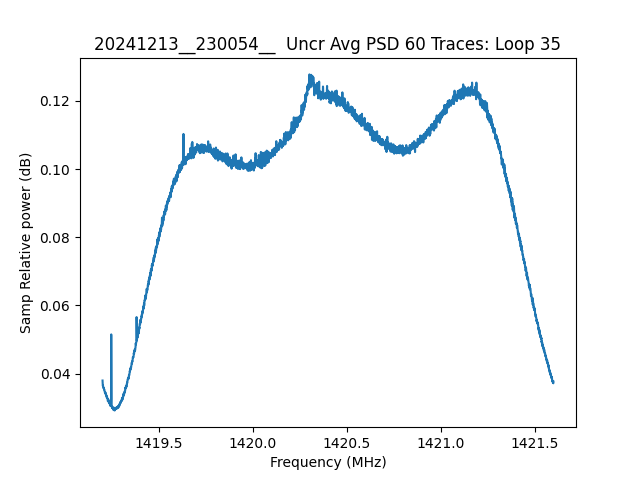 20241213__230054__  Uncr Avg PSD 60 Traces: Loop 35
Samp Relative power (dB)
0.12
0.10
0.08
0.06
0.04
1419.5 1420.0 1420.5 1421.0 1421.5
Frequency (MHz)